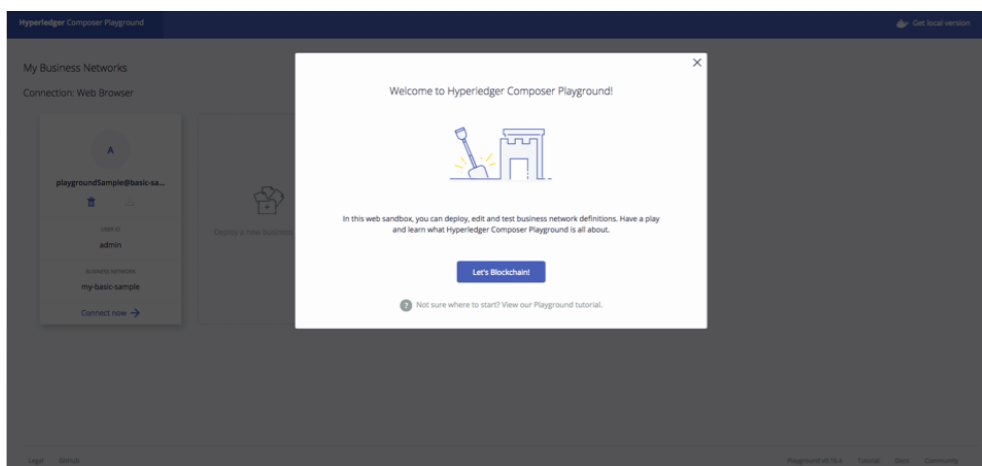 Hyperledger Composer Playground
Get local version
My Business Networks
Connection: Web Browser
A
playgroundSample@basic-sa...
USER ID
admin
BUSINESS NETWORK
my-basic-sample
Connect now
Deploy a new business
Welcome to Hyperledger Composer Playground!
In this web sandbox, you can deploy, edit and test business network definitions. Have a play
and learn what Hyperledger Composer Playground is all about.
Let's Blockchain!
? Not sure where to start? View our Playground tutorial.
Legal GitHub
Playground Tutorial Docs Community